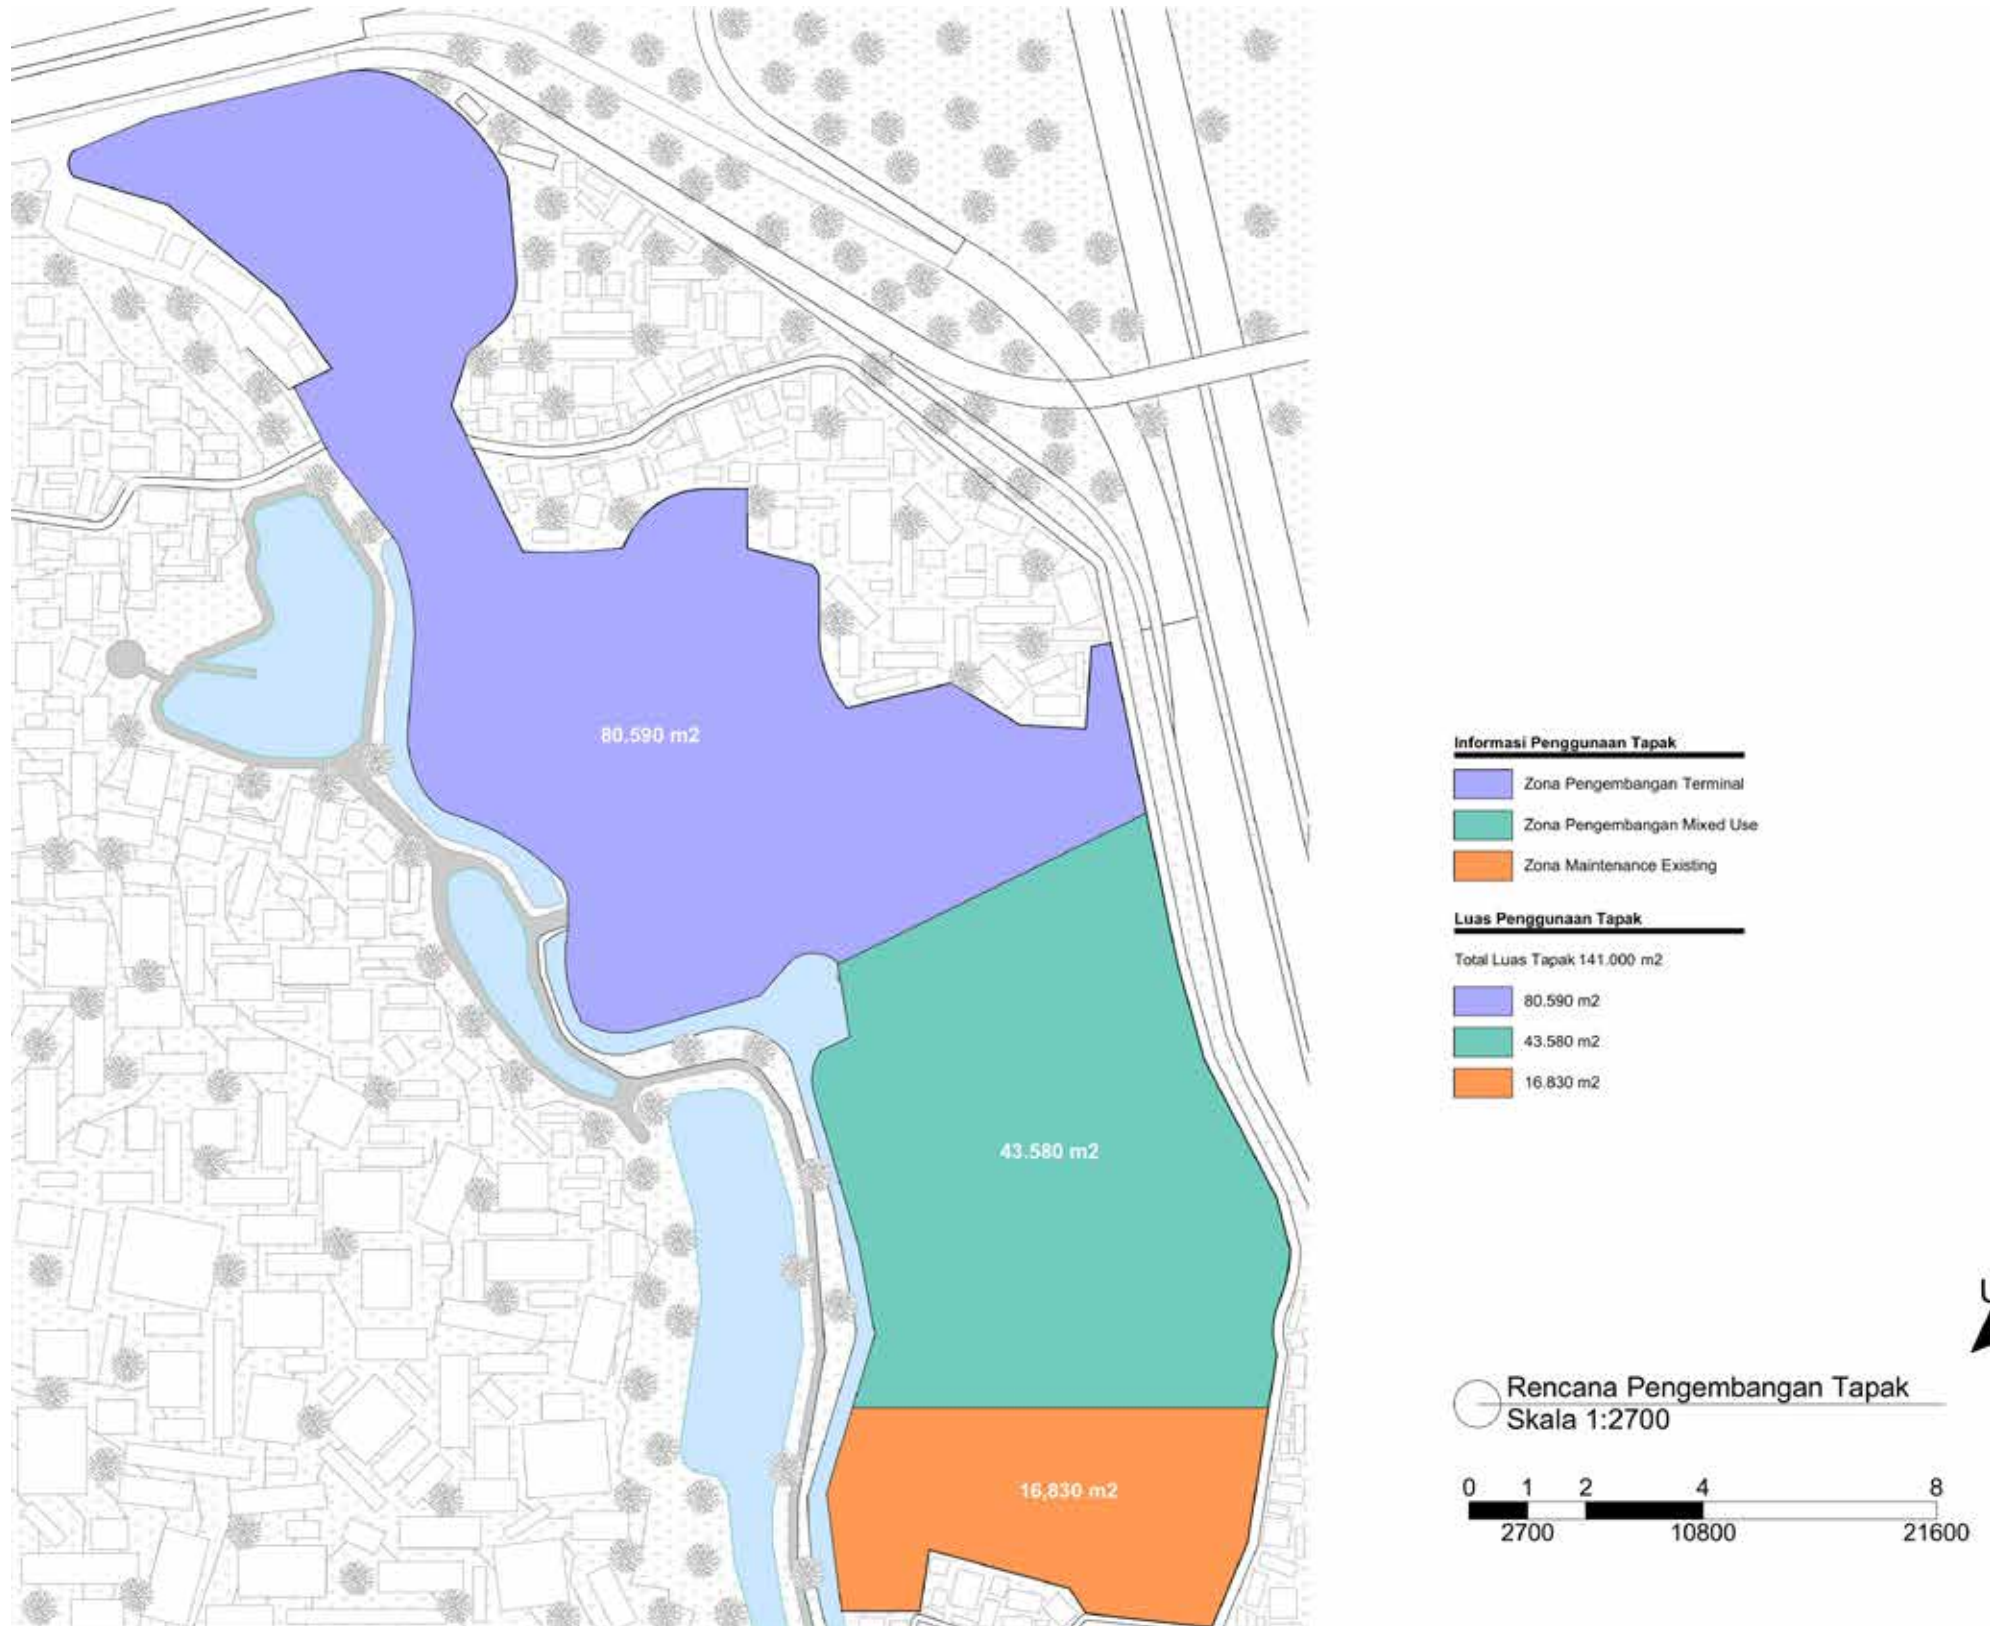 80.590 m2
43.580 m2
16,830 m2
Informasi Penggunaan Tapak
Zona Pengembangan Terminal
Zona Pengembangan Mixed Use
Zona Maintenance Existing
Luas Penggunaan Tapak
Total Luas Tapak 141.000 m2
80.590 m2
43.580 m2
16.830 m2
Rencana Pengembangan Tapak
Skala 1:2700
0 1 2 4 8
2700 10800 21600